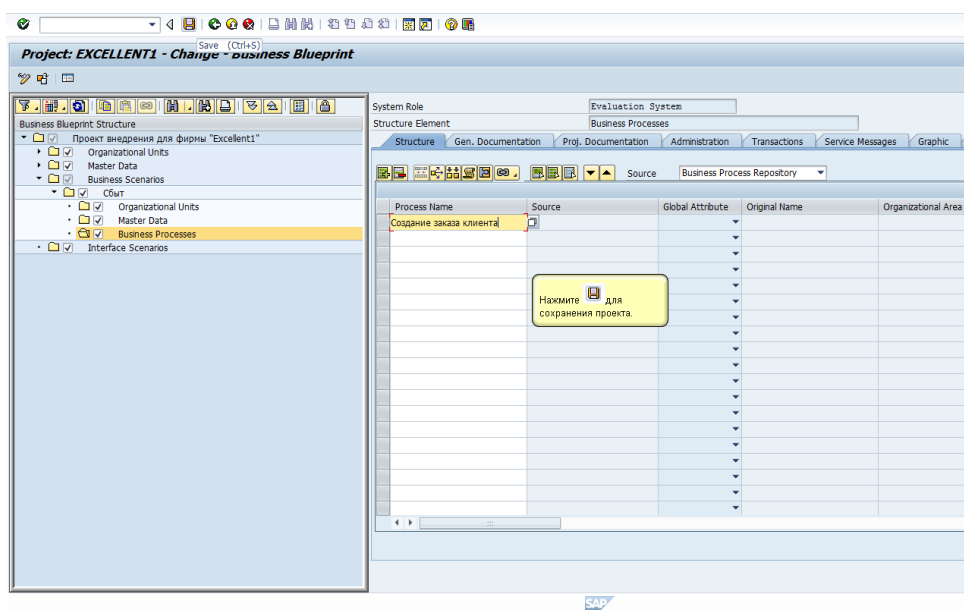 Save (Ctrl+S)
Project: EXCELLENT1 - Change - Business Blueprint
Business Blueprint Structure
Проект внедрения для фирмы "Excellent1"
Organizational Units
Master Data
Business Scenarios
Сбыт
Organizational Units
Master Data
Business Processes
Interface Scenarios
System Role Evaluation System
Structure Element Business Processes
Structure Gen. Documentation Proj. Documentation Administration Transactions Service Messages Graphic
Source Business Process Repository
Process Name Source Global Attribute Original Name Organizational Area
Создание заказа клиента
Нажмите для
сохранения проекта.
SAP